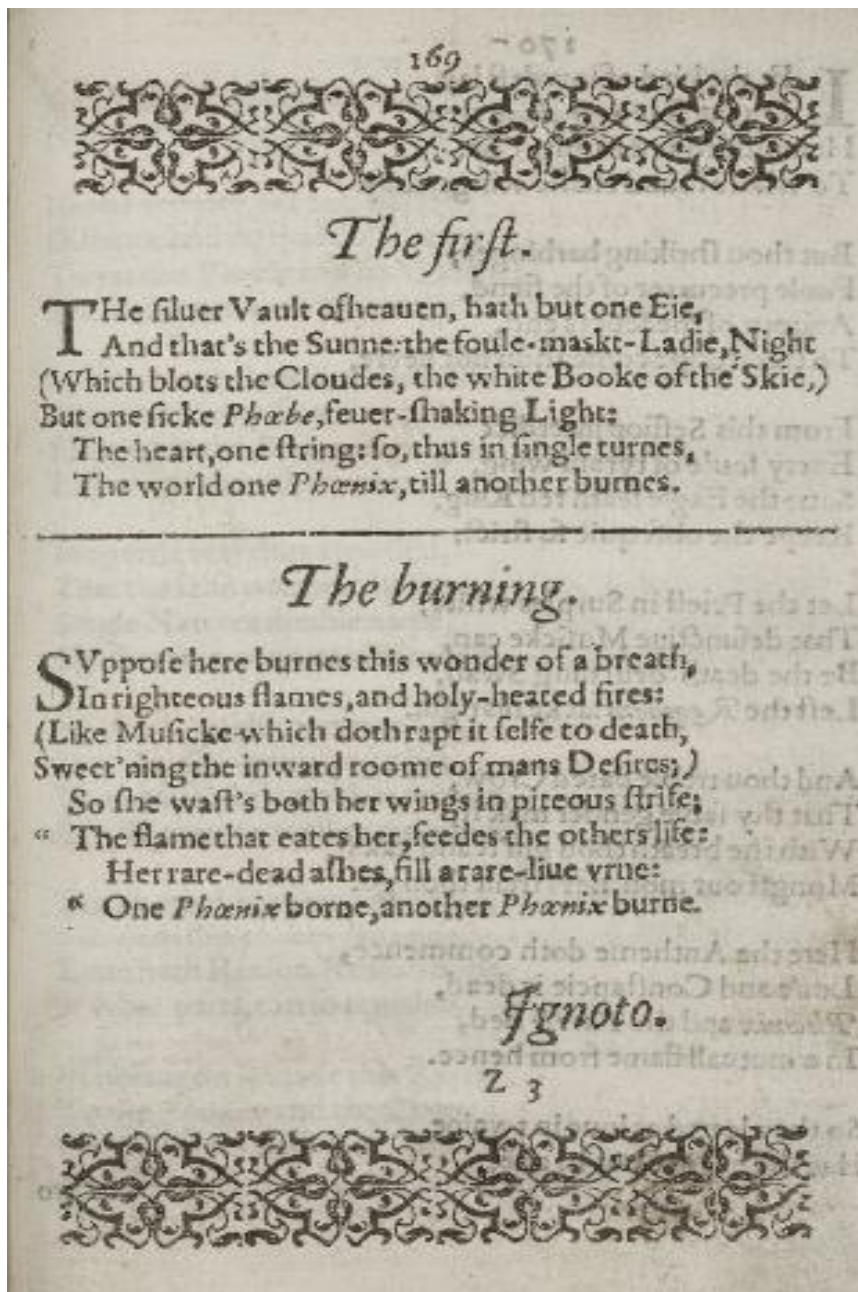 169
The firſt.
THe ſiluer Vault of heauen, hath but one Eie,
And that's the Sunne: the foule-maskt-Ladie, Night
(Which blots the Cloudes, the white Booke of the Skie,)
But one ſicke Phœbe, feuer-ſhaking Light:
The heart, one ſtring: ſo, thus in ſingle turnes,
The world one Phœnix, till another burnes.
The burning.
SVppoſe here burnes this wonder of a breath,
In righteous flames, and holy-heated fires:
(Like Muſicke which doth rapt it ſelfe to death,
Sweet'ning the inward roome of mans Deſires;)
So ſhe waſt's both her wings in piteous ſtrife;
“ The flame that eates her, feedes the others life:
Her rare-dead aſhes, fill a rare-liue vrne:
“ One Phœnix borne, another Phœnix burne.
Ignoto.
Z 3